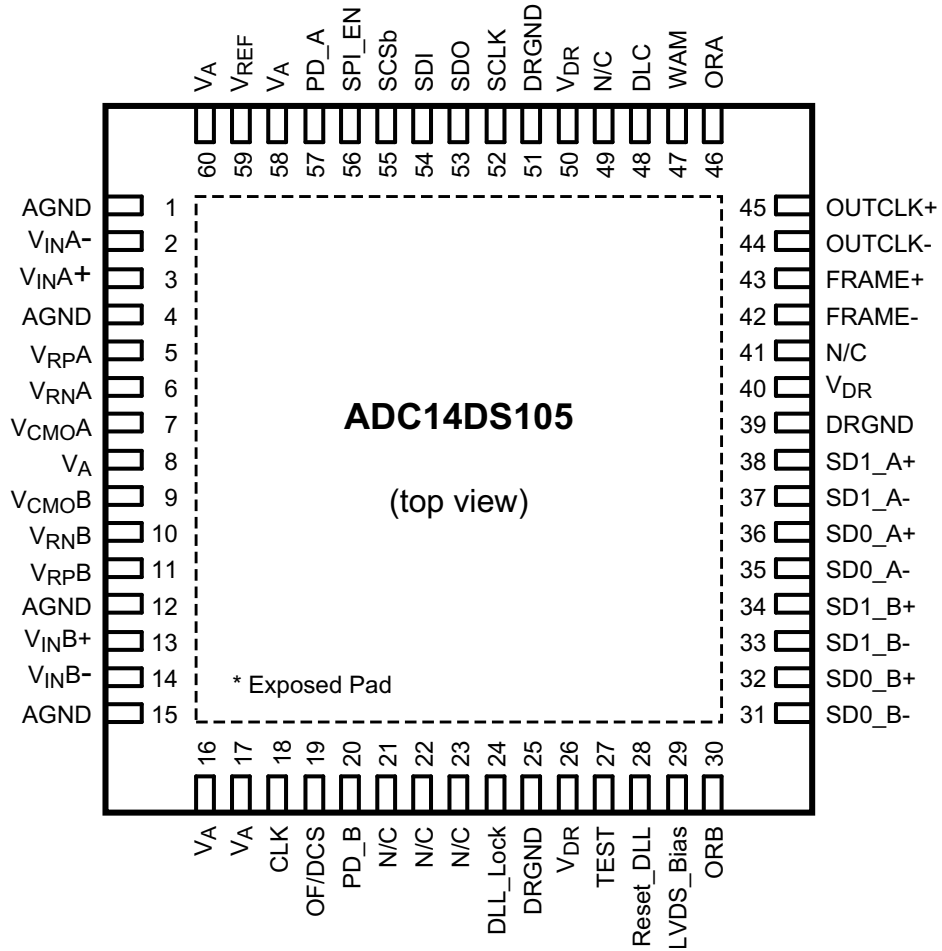 VA
VREF
VA
PD_A
SPI_EN
SCSb
SDI
SDO
SCLK
DRGND
VDR
N/C
DLC
WAM
ORA
60
59
58
57
56
55
54
53
52
51
50
49
48
47
46
AGND 1
VINA- 2
VINA+ 3
AGND 4
VRPA 5
VRNA 6
VCMOA 7
VA 8
VCMOB 9
VRNB 10
VRPB 11
AGND 12
VINB+ 13
VINB- 14
AGND 15
ADC14DS105
(top view)
* Exposed Pad
45 OUTCLK+
44 OUTCLK-
43 FRAME+
42 FRAME-
41 N/C
40 VDR
39 DRGND
38 SD1_A+
37 SD1_A-
36 SD0_A+
35 SD0_A-
34 SD1_B+
33 SD1_B-
32 SD0_B+
31 SD0_B-
16
17
18
19
20
21
22
23
24
25
26
27
28
29
30
VA
VA
CLK
OF/DCS
PD_B
N/C
N/C
N/C
DLL_Lock
DRGND
VDR
TEST
Reset_DLL
LVDS_Bias
ORB